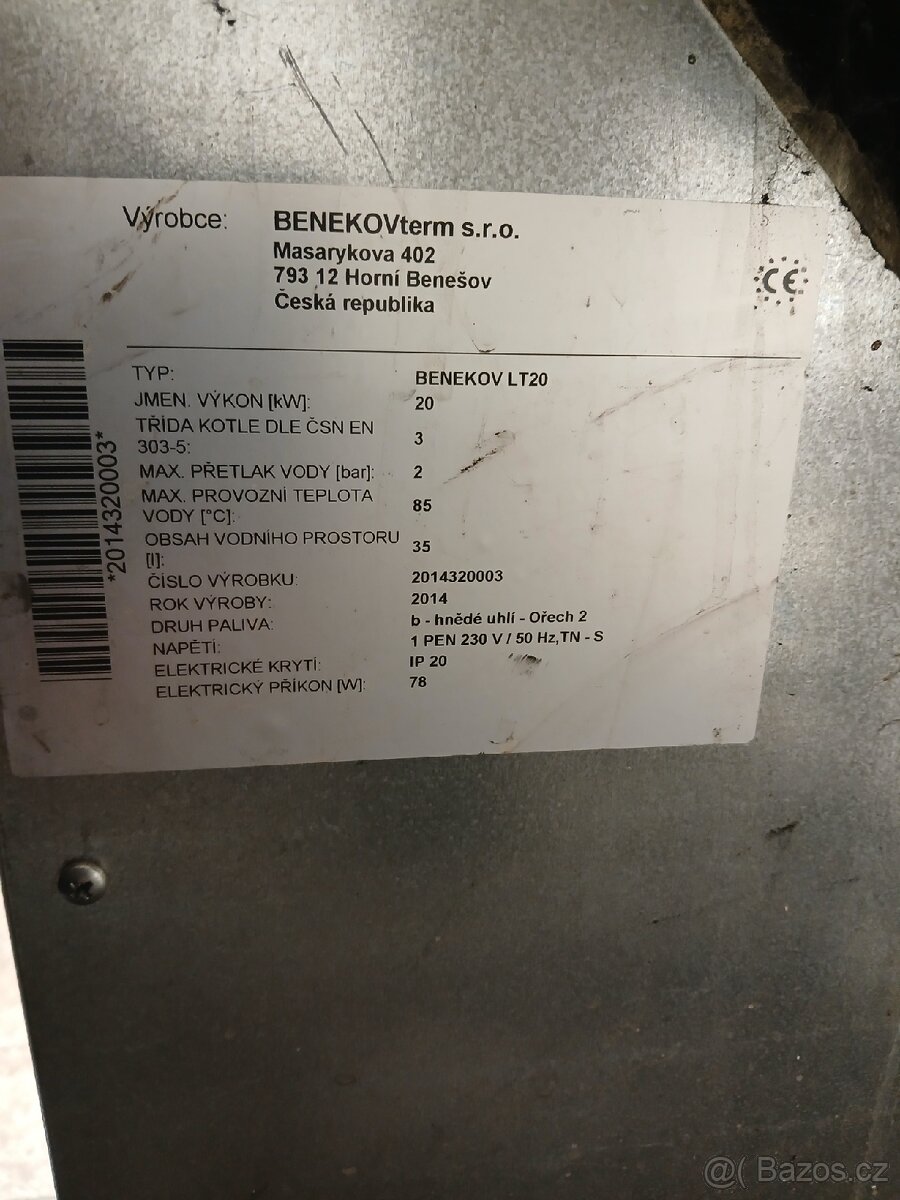 Výrobce: BENEKOVterm s.r.o.
Masarykova 402
793 12 Horní Benešov
Česká republika
CE
TYP: BENEKOV LT20
JMEN. VÝKON [kW]: 20
TŘÍDA KOTLE DLE ČSN EN
303-5: 3
MAX. PŘETLAK VODY [bar]: 2
MAX. PROVOZNÍ TEPLOTA
VODY [°C]: 85
OBSAH VODNÍHO PROSTORU
[l]: 35
ČÍSLO VÝROBKU: 2014320003
ROK VÝROBY: 2014
DRUH PALIVA: b - hnědé uhlí - Ořech 2
NAPĚTÍ: 1 PEN 230 V / 50 Hz,TN - S
ELEKTRICKÉ KRYTÍ: IP 20
ELEKTRICKÝ PŘÍKON [W]: 78
*2014320003*
@( Bazos.cz